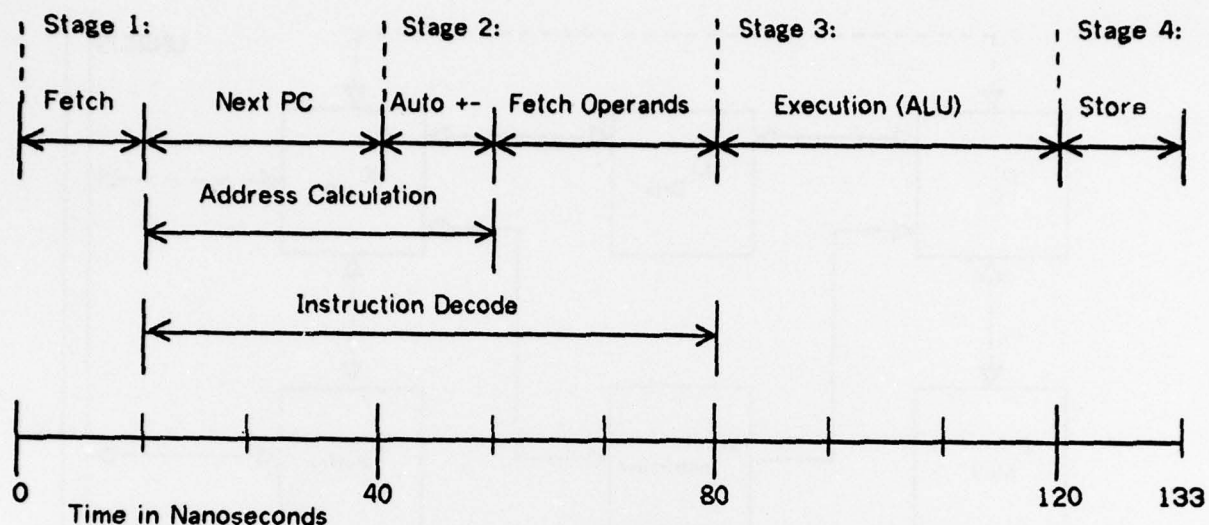 Stage 1:
Stage 2:
Stage 3:
Stage 4:
Fetch
Next PC
Auto +-
Fetch Operands
Execution (ALU)
Store
Address Calculation
Instruction Decode
0
40
80
120
133
Time in Nanoseconds